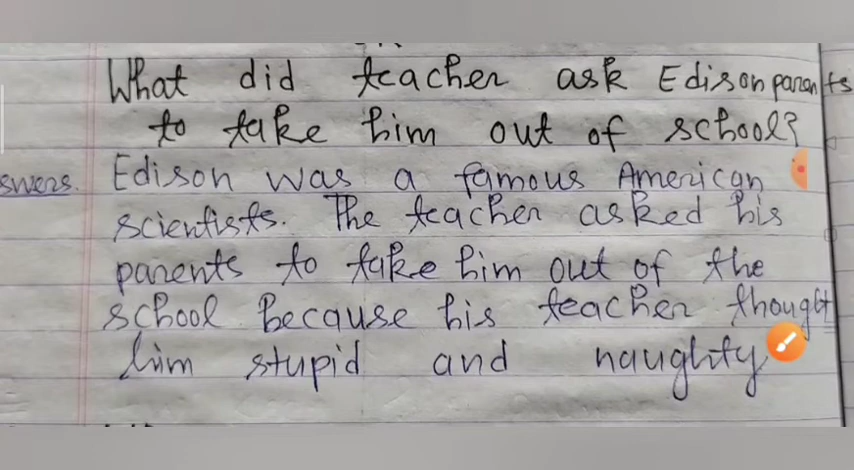 What did teacher ask Edison parents
to take him out of school?
swers. Edison was a famous American
scientists. The teacher asked his
parents to take him out of the
school because his teacher thought
him stupid and naughity